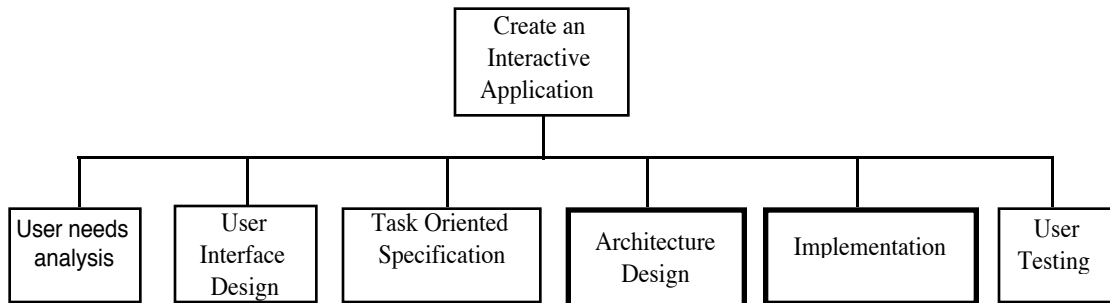 Create an
Interactive
Application
User needs
analysis
User
Interface
Design
Task Oriented
Specification
Architecture
Design
Implementation
User
Testing